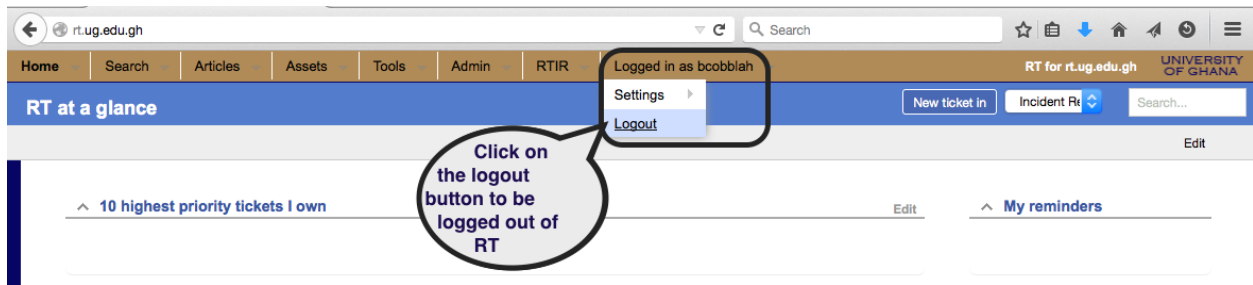 rt.ug.edu.gh
Search
Home Search Articles Assets Tools Admin RTIR Logged in as bcobblah RT for rt.ug.edu.gh UNIVERSITY
OF GHANA
Settings
Logout
RT at a glance New ticket in Incident Re Search...
Edit
Click on
the logout
button to be
logged out of
RT
10 highest priority tickets I own Edit
My reminders